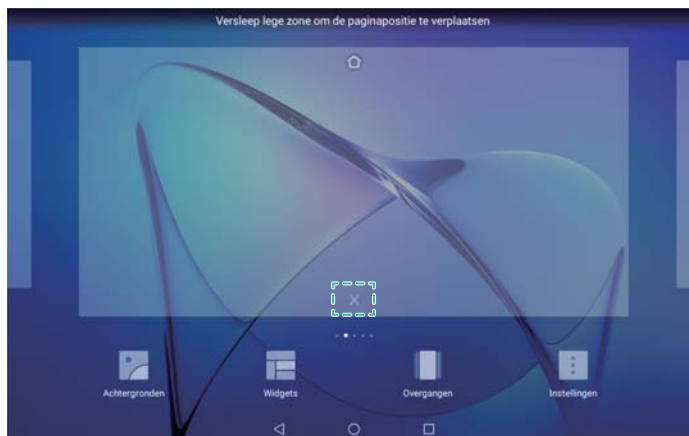 Versleep lege zone om de paginapositie te verplaatsen
Achtergronden
Widgets
Overgangen
Instellingen